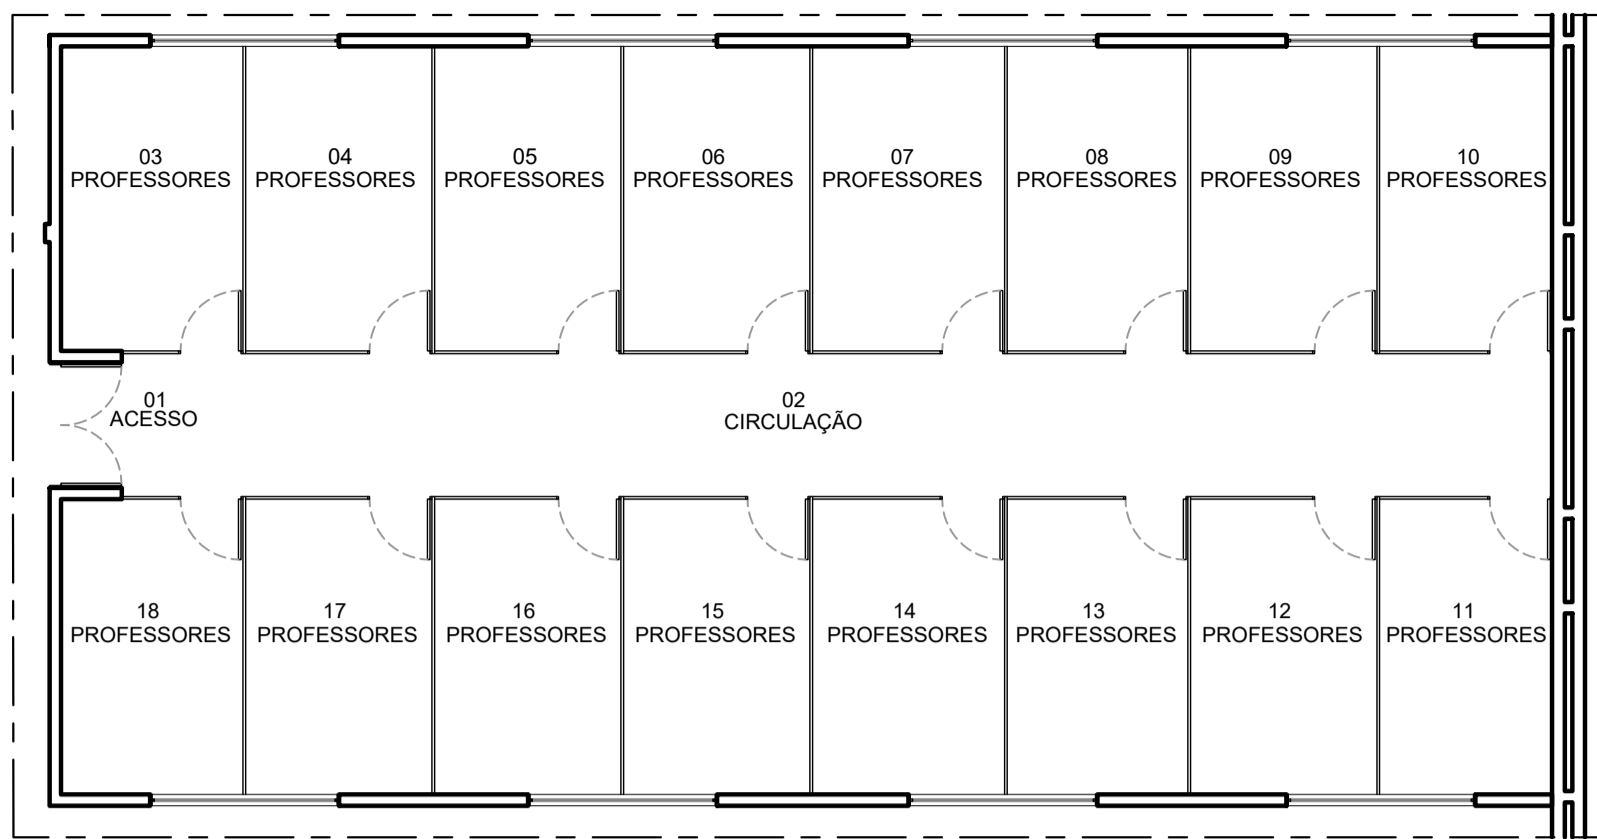 03
PROFESSORES
04
PROFESSORES
05
PROFESSORES
06
PROFESSORES
07
PROFESSORES
08
PROFESSORES
09
PROFESSORES
10
PROFESSORES
01
ACESSO
02
CIRCULAÇÃO
18
PROFESSORES
17
PROFESSORES
16
PROFESSORES
15
PROFESSORES
14
PROFESSORES
13
PROFESSORES
12
PROFESSORES
11
PROFESSORES